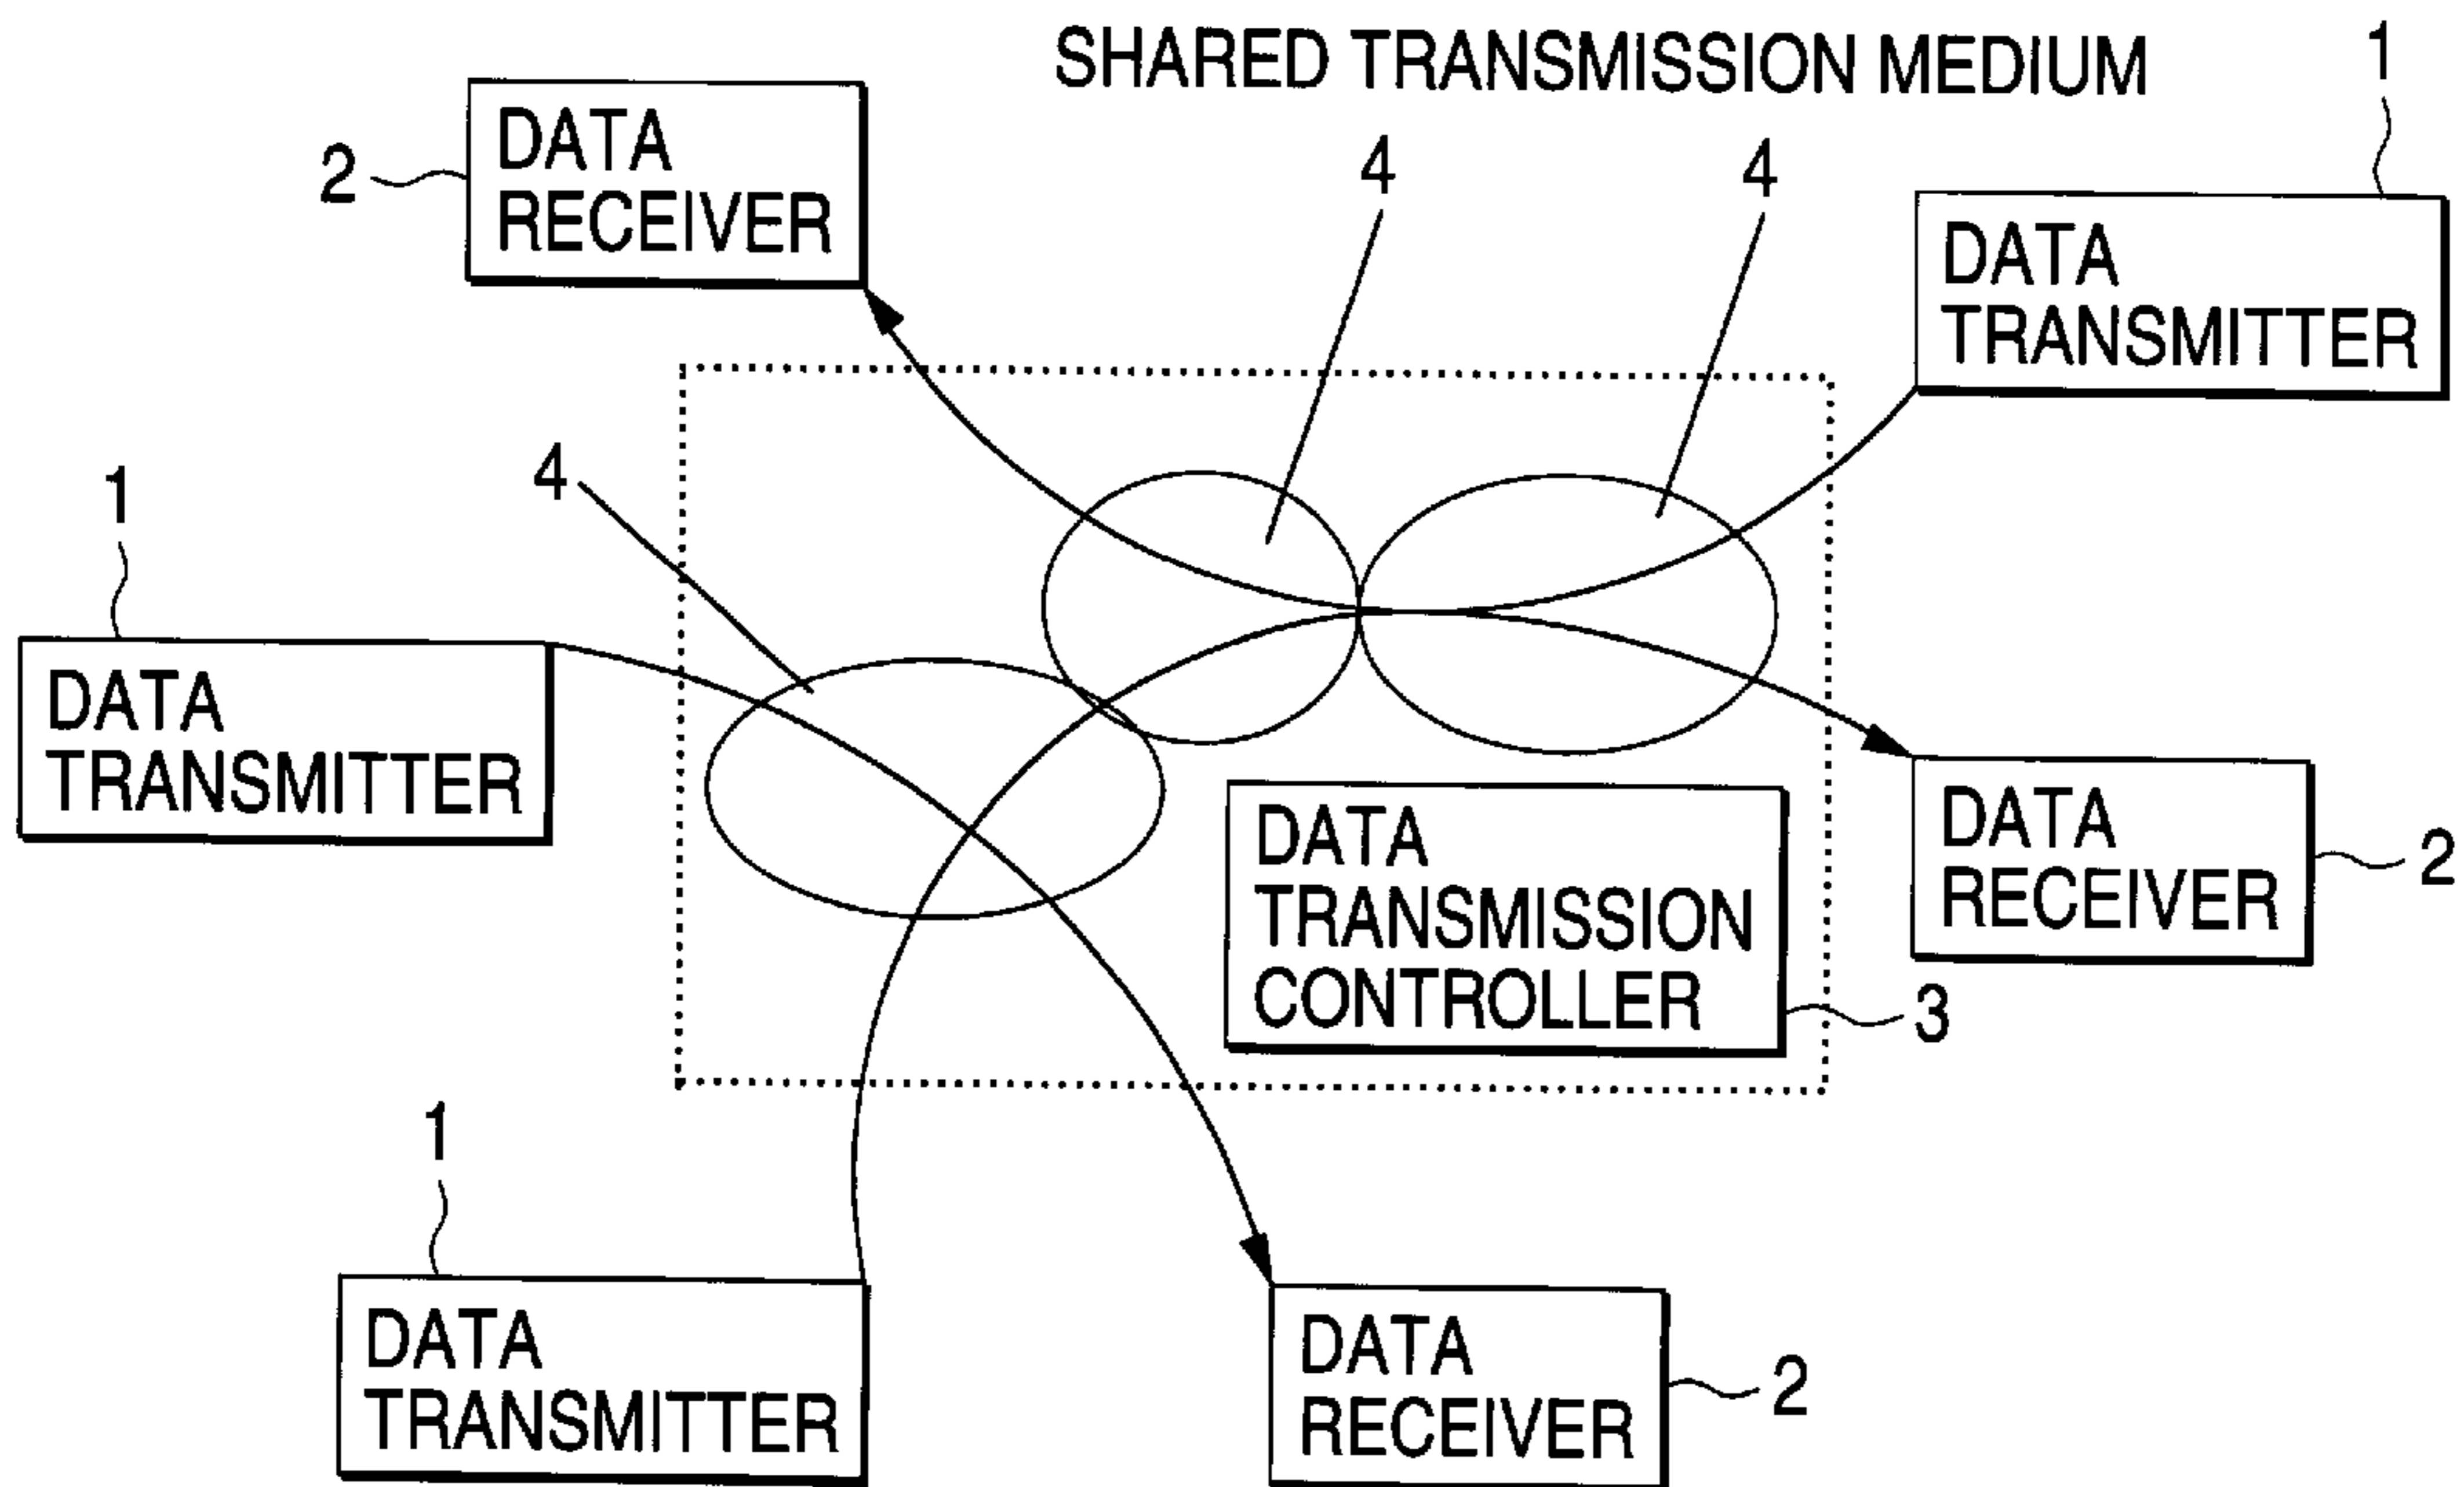 SHARED TRANSMISSION MEDIUM
1
2
DATA
RECEIVER
4
4
DATA
TRANSMITTER
4
1
DATA
TRANSMITTER
DATA
RECEIVER
2
DATA
TRANSMISSION
CONTROLLER
3
1
DATA
TRANSMITTER
DATA
RECEIVER
2